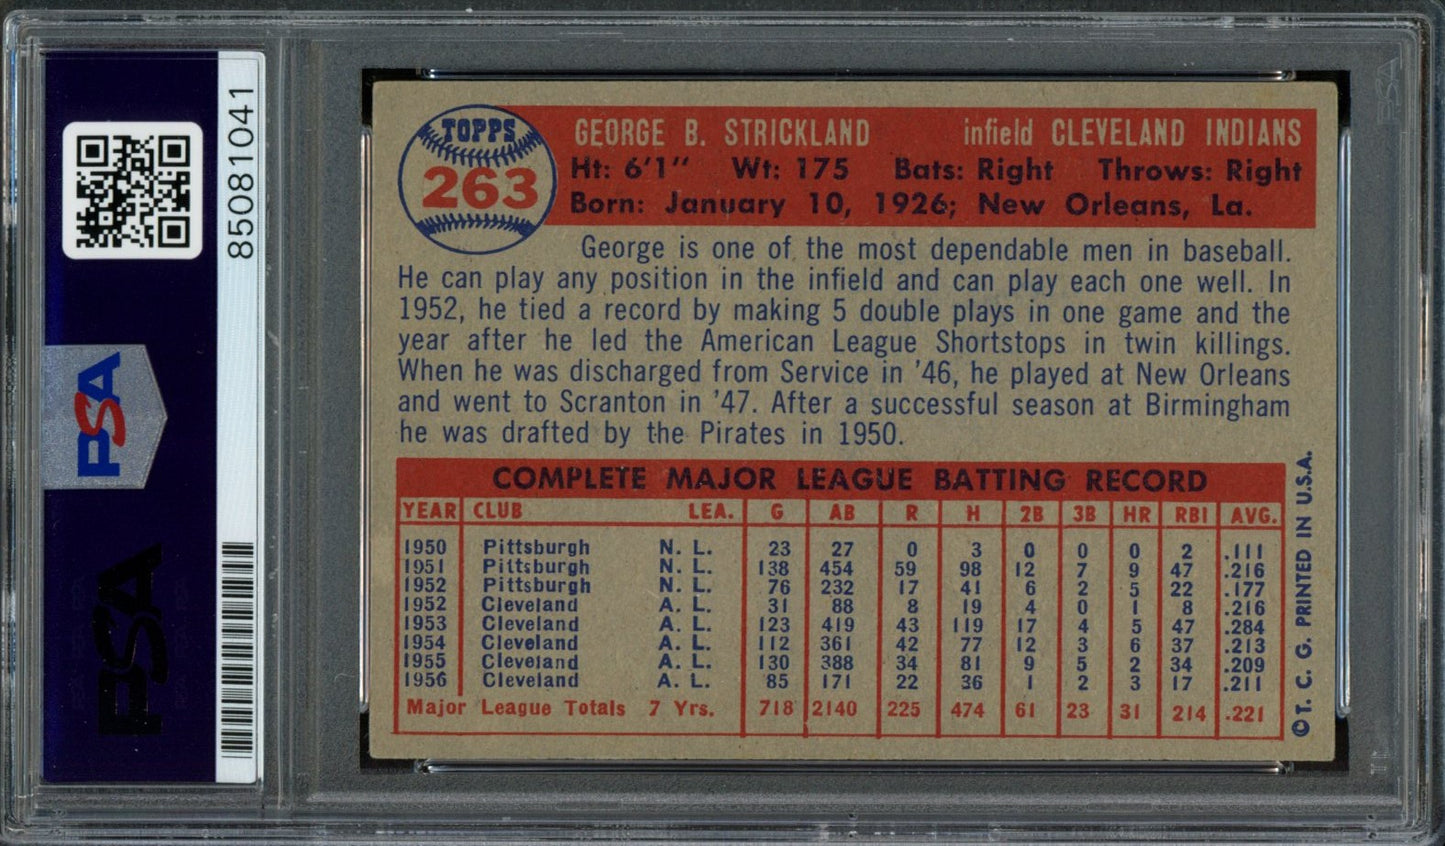 85081041
PSA
PSA
TOPPS
263
GEORGE B. STRICKLAND infield CLEVELAND INDIANS
Ht: 6'1" Wt: 175 Bats: Right Throws: Right
Born: January 10, 1926; New Orleans, La.
George is one of the most dependable men in baseball.
He can play any position in the infield and can play each one well. In
1952, he tied a record by making 5 double plays in one game and the
year after he led the American League Shortstops in twin killings.
When he was discharged from Service in '46, he played at New Orleans
and went to Scranton in '47. After a successful season at Birmingham
he was drafted by the Pirates in 1950.
COMPLETE MAJOR LEAGUE BATTING RECORD
YEAR CLUB LEA. G AB R H 2B 3B HR RBI AVG.
1950 Pittsburgh N. L. 23 27 0 3 0 0 0 2 .111
1951 Pittsburgh N. L. 138 454 59 98 12 7 9 47 .216
1952 Pittsburgh N. L. 76 232 17 41 6 2 5 22 .177
1952 Cleveland A. L. 31 88 8 19 4 0 1 8 .216
1953 Cleveland A. L. 123 419 43 119 17 4 5 47 .284
1954 Cleveland A. L. 112 361 42 77 12 3 6 37 .213
1955 Cleveland A. L. 130 388 34 81 9 5 2 34 .209
1956 Cleveland A. L. 85 171 22 36 1 2 3 17 .211
Major League Totals 7 Yrs. 718 2140 225 474 61 23 31 214 .221
©T. C. G. PRINTED IN U.S.A.
PSA